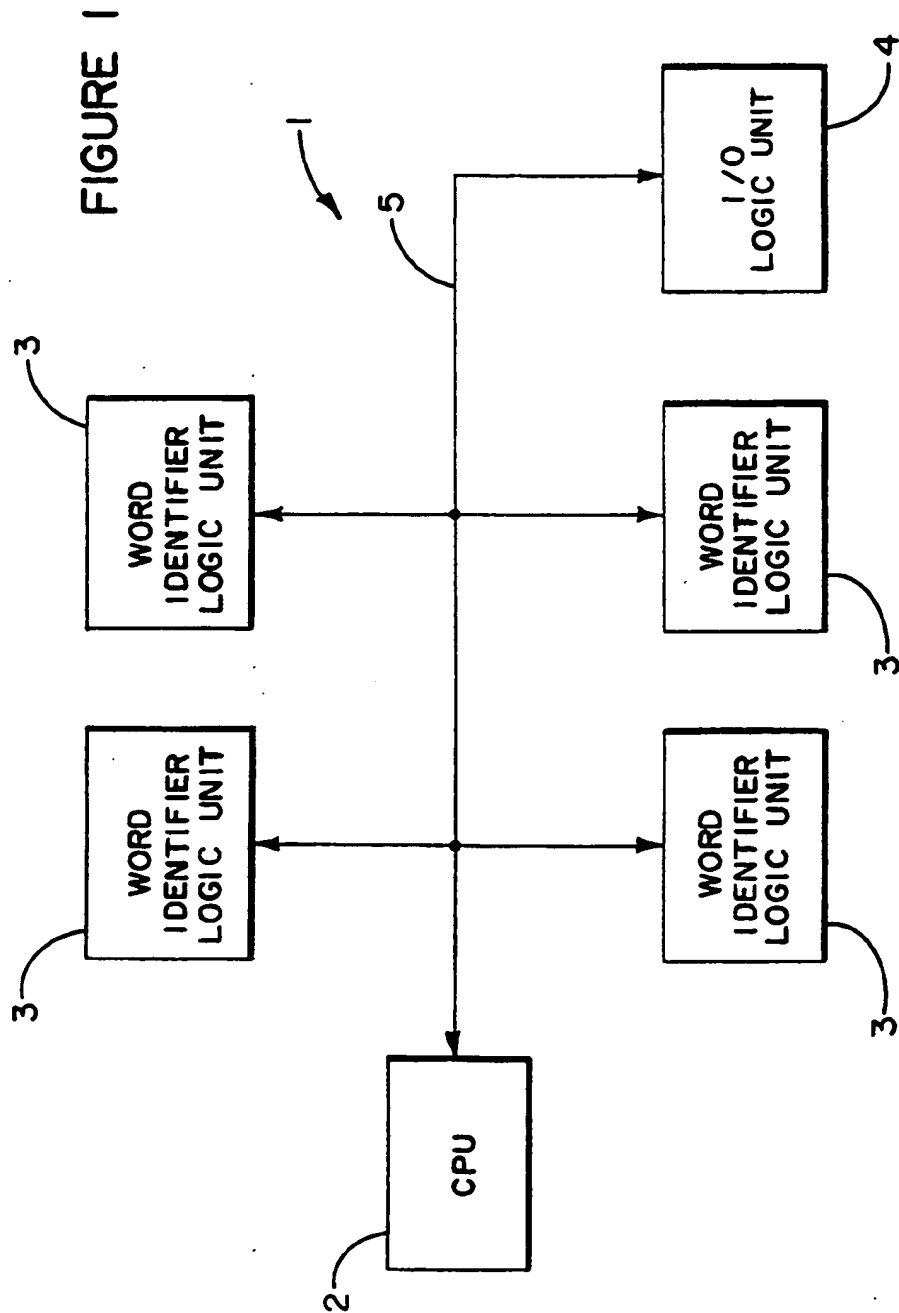 FIGURE 1
1
3
WORD
IDENTIFIER
LOGIC UNIT
3
WORD
IDENTIFIER
LOGIC UNIT
5
2
CPU
WORD
IDENTIFIER
LOGIC UNIT
3
WORD
IDENTIFIER
LOGIC UNIT
3
I/O
LOGIC UNIT
4